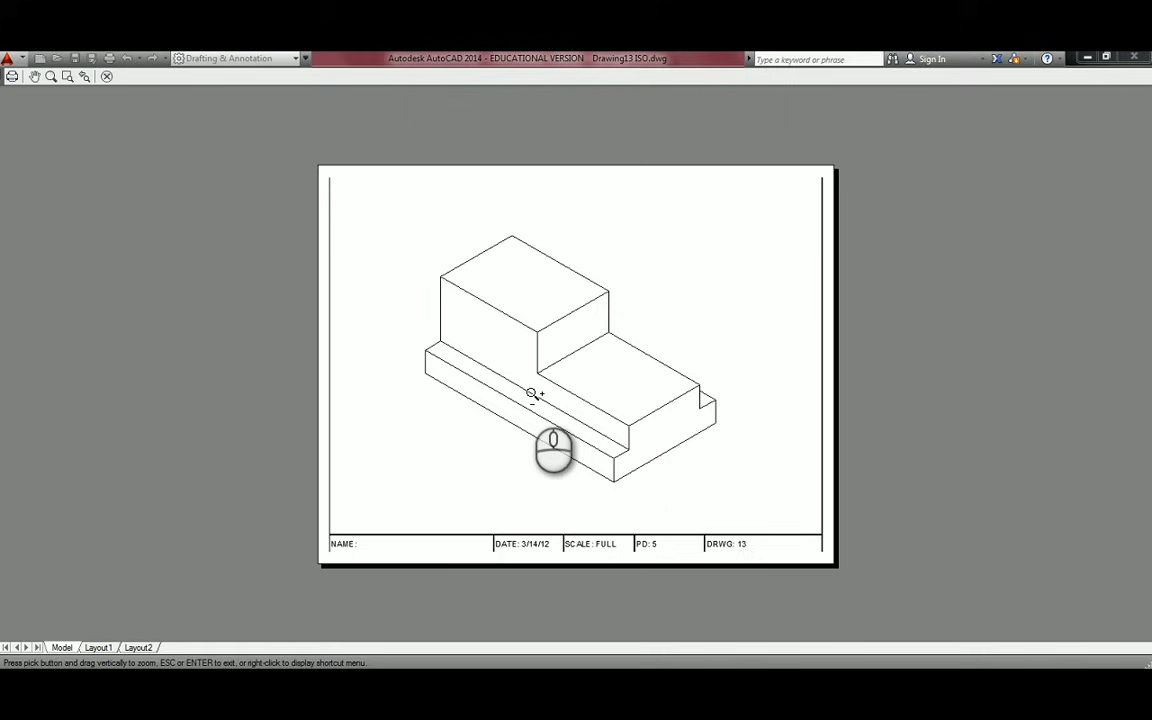 Drafting & Annotation
Autodesk AutoCAD 2014 - EDUCATIONAL VERSION Drawing13 ISO.dwg
Type a keyword or phrase
Sign In
NAME: DATE: 3/14/12 SCALE: FULL PD: 5 DRWG: 13
Model Layout1 Layout2
Press pick button and drag vertically to zoom, ESC or ENTER to exit, or right-click to display shortcut menu.